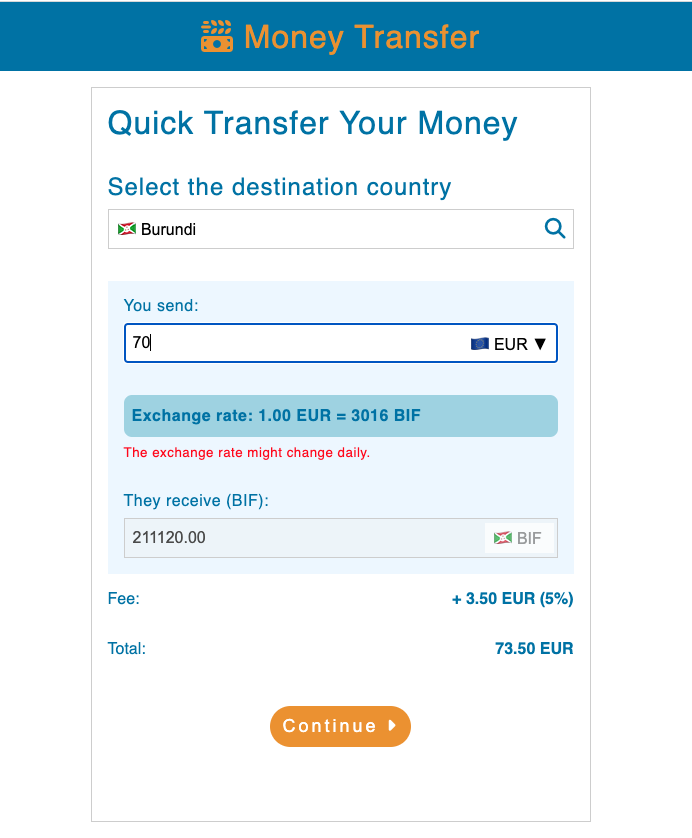 Money Transfer
Quick Transfer Your Money
Select the destination country
Burundi
You send:
70 EUR ▼
Exchange rate: 1.00 EUR = 3016 BIF
The exchange rate might change daily.
They receive (BIF):
211120.00 BIF
Fee: + 3.50 EUR (5%)
Total: 73.50 EUR
Continue